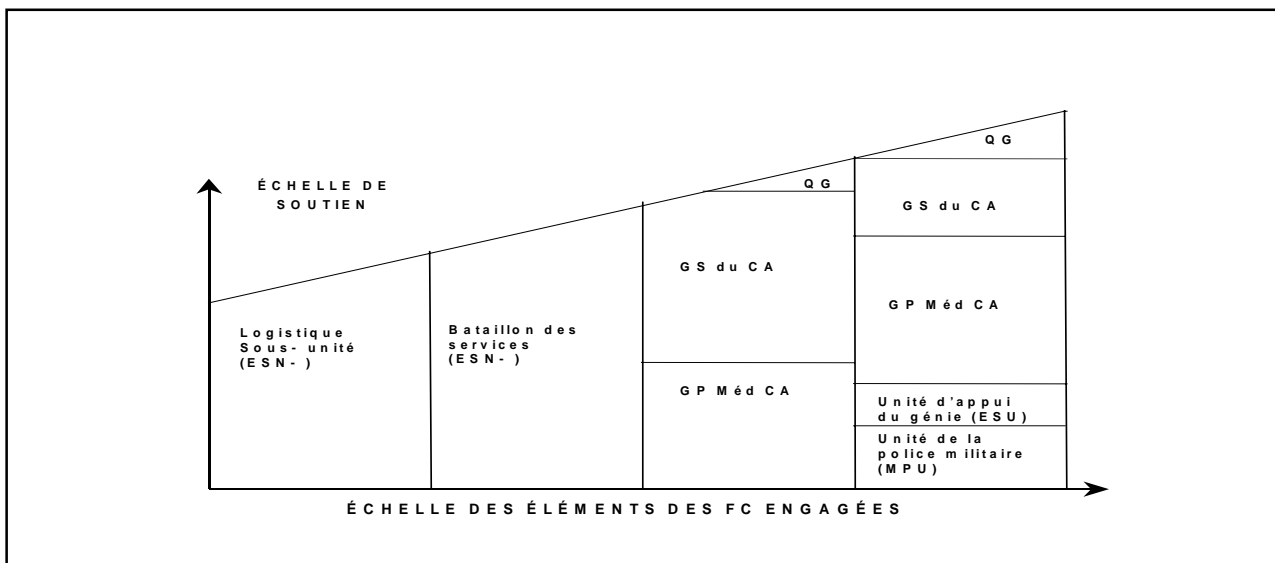 ÉCHELLE DE
SOUTIEN
Logistique
Sous- unité
(ESN- )
Bataillon des
services
(ESN- )
QG
GS du CA
GP Méd CA
QG
GS du CA
GP Méd CA
Unité d'appui
du génie (ESU)
Unité de la
police militaire
(MPU)
ÉCHELLE DES ÉLÉMENTS DES FC ENGAGÉES